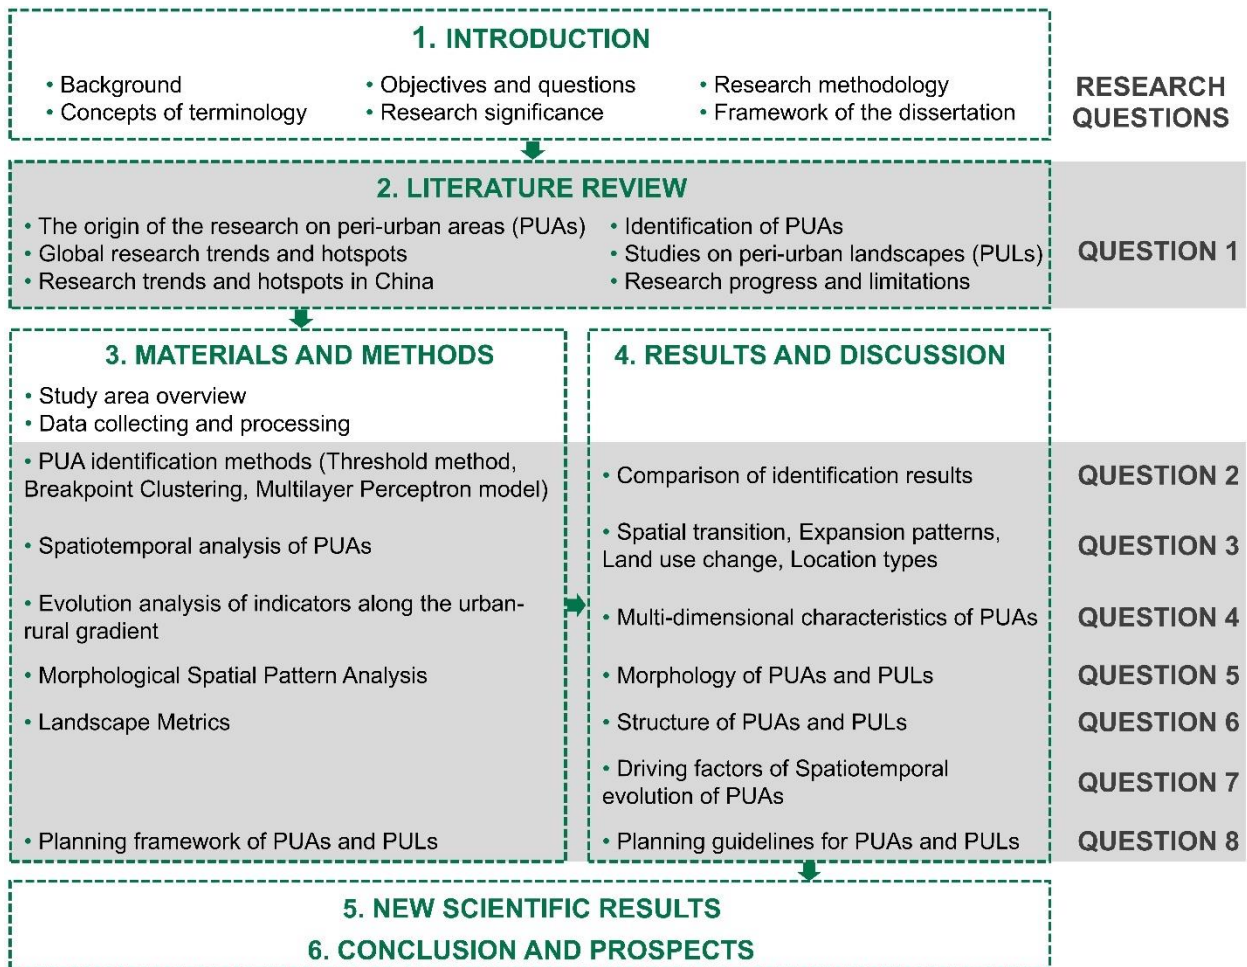 1. INTRODUCTION
• Background
• Concepts of terminology
• Objectives and questions
• Research significance
• Research methodology
• Framework of the dissertation
RESEARCH
QUESTIONS
2. LITERATURE REVIEW
• The origin of the research on peri-urban areas (PUAs)
• Global research trends and hotspots
• Research trends and hotspots in China
• Identification of PUAs
• Studies on peri-urban landscapes (PULs)
• Research progress and limitations
QUESTION 1
3. MATERIALS AND METHODS
• Study area overview
• Data collecting and processing
• PUA identification methods (Threshold method,
Breakpoint Clustering, Multilayer Perceptron model)
• Spatiotemporal analysis of PUAs
• Evolution analysis of indicators along the urban-
rural gradient
• Morphological Spatial Pattern Analysis
• Landscape Metrics
• Planning framework of PUAs and PULs
4. RESULTS AND DISCUSSION
• Comparison of identification results
• Spatial transition, Expansion patterns,
Land use change, Location types
• Multi-dimensional characteristics of PUAs
• Morphology of PUAs and PULs
• Structure of PUAs and PULs
• Driving factors of Spatiotemporal
evolution of PUAs
• Planning guidelines for PUAs and PULs
QUESTION 2
QUESTION 3
QUESTION 4
QUESTION 5
QUESTION 6
QUESTION 7
QUESTION 8
5. NEW SCIENTIFIC RESULTS
6. CONCLUSION AND PROSPECTS